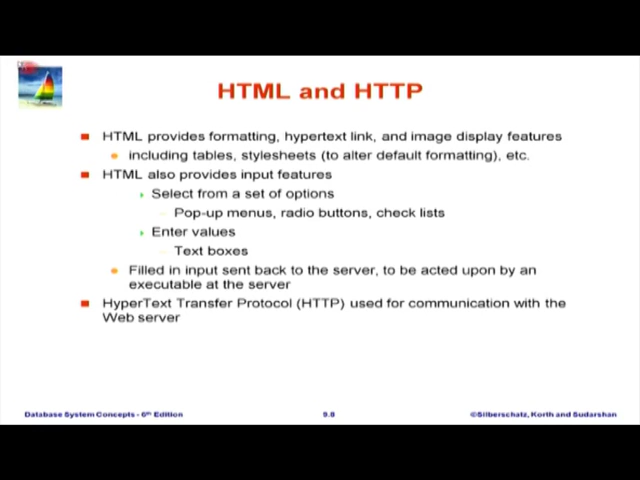 HTML and HTTP
HTML provides formatting, hypertext link, and image display features
including tables, stylesheets (to alter default formatting), etc.
HTML also provides input features
Select from a set of options
Pop-up menus, radio buttons, check lists
Enter values
Text boxes
Filled in input sent back to the server, to be acted upon by an
executable at the server
HyperText Transfer Protocol (HTTP) used for communication with the
Web server
Database System Concepts - 6th Edition
9.8
©Silberschatz, Korth and Sudarshan